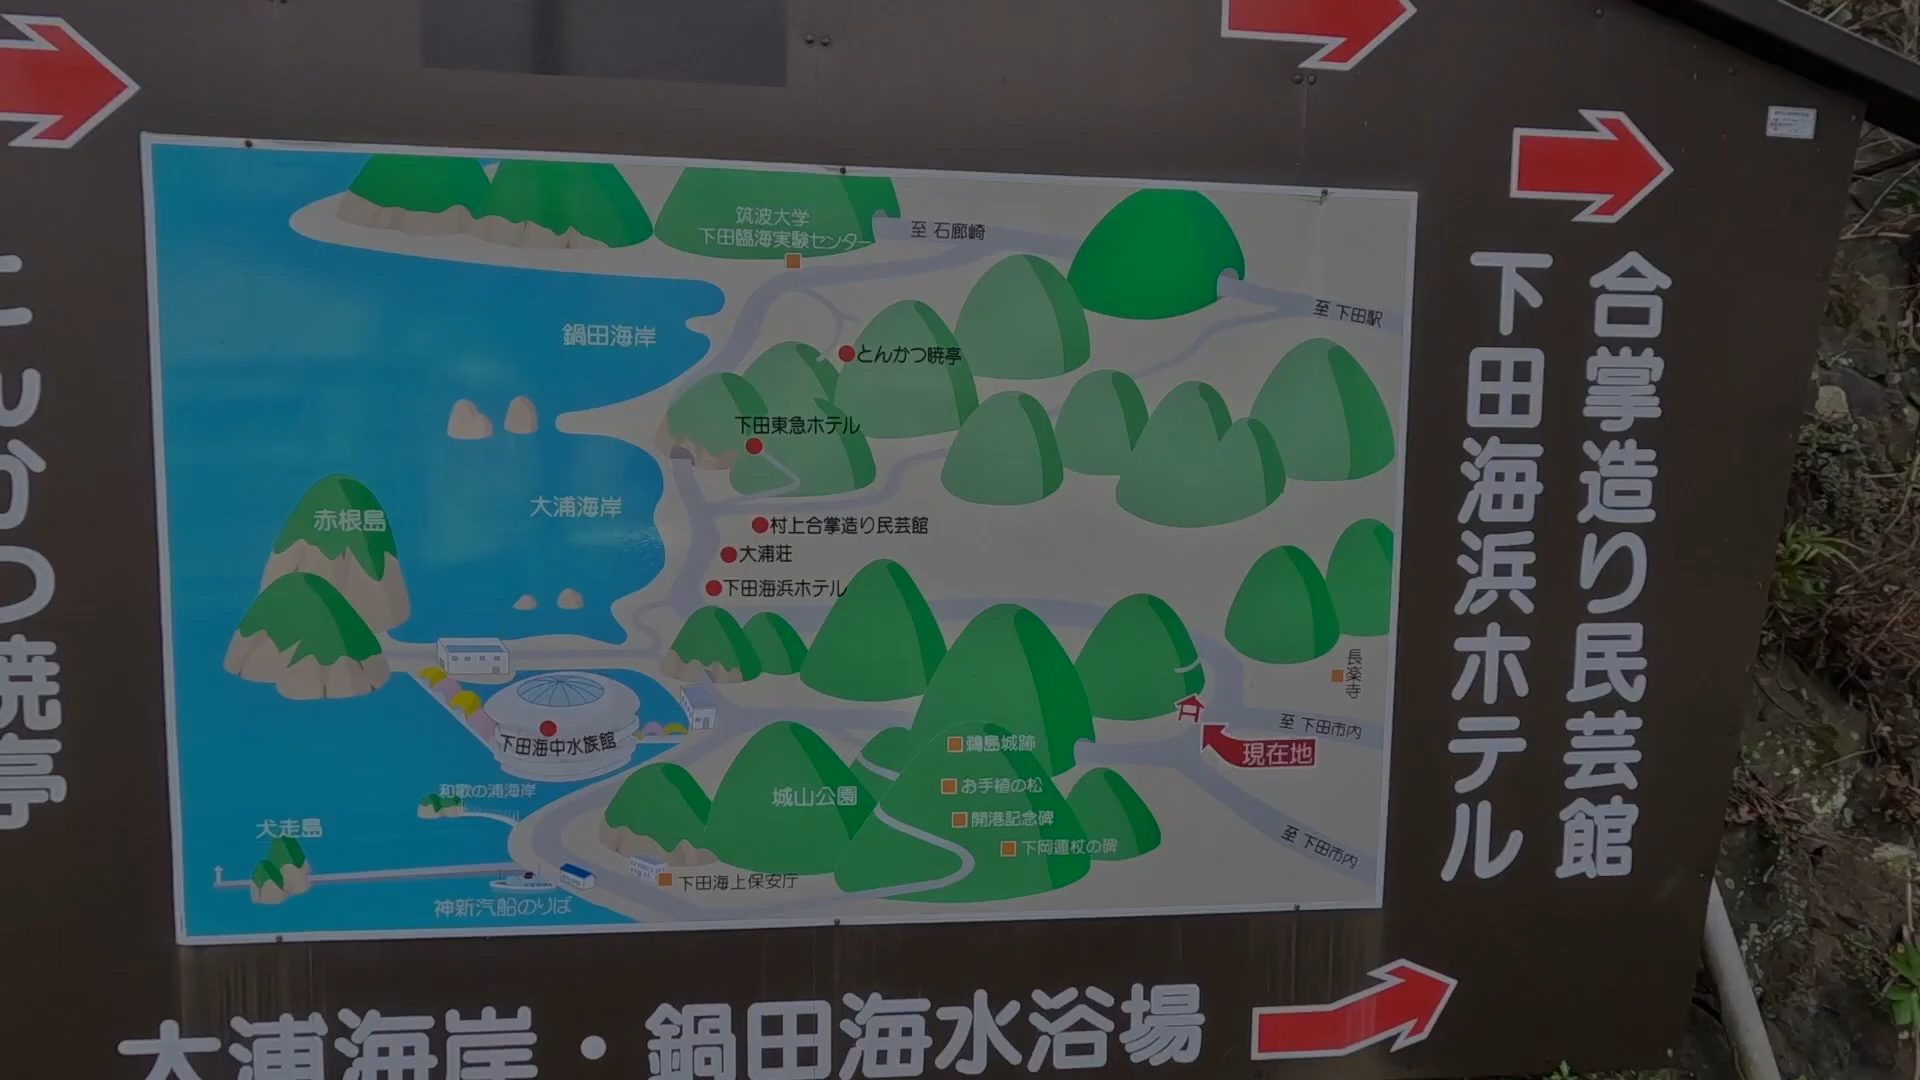 とんかつ暁亭
筑波大学
下田臨海実験センター
至 石廊崎
至 下田駅
鍋田海岸
とんかつ暁亭
下田東急ホテル
大浦海岸
赤根島
村上合掌造り民芸館
大浦荘
下田海浜ホテル
長楽寺
至 下田市内
現在地
下田海中水族館
鵜島城跡
お手植の松
城山公園
開港記念碑
下岡蓮杖の碑
和歌の浦海岸
犬走島
至 下田市内
下田海上保安庁
神新汽船のりば
合掌造り民芸館
下田海浜ホテル
大浦海岸・鍋田海水浴場